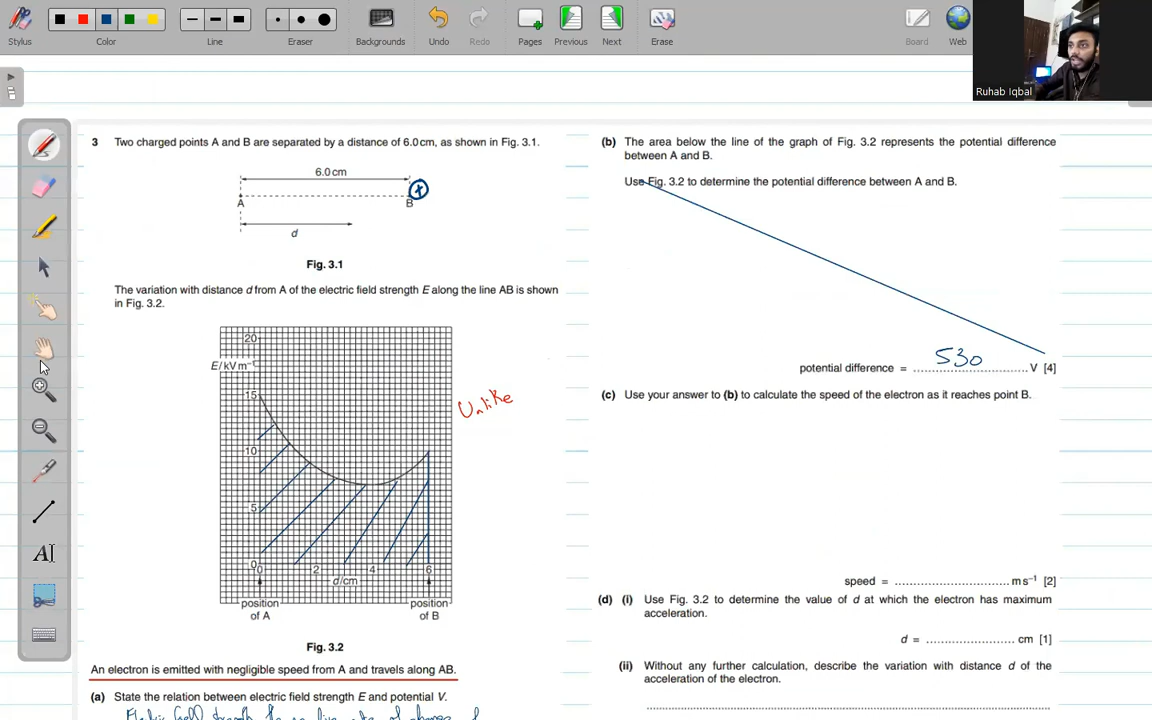 Stylus
Color
Line
Eraser
Backgrounds
Undo
Redo
Pages
Previous
Next
Erase
Board
Web
Ruhab Iqbal
3 Two charged points A and B are separated by a distance of 6.0 cm, as shown in Fig. 3.1.
6.0 cm
A
B
+
d
Fig. 3.1
The variation with distance d from A of the electric field strength E along the line AB is shown
in Fig. 3.2.
20
E/kV m⁻¹
15
10
5
0
0 2 4 6
d/cm
position
of A
position
of B
Unlike
Fig. 3.2
An electron is emitted with negligible speed from A and travels along AB.
(a) State the relation between electric field strength E and potential V.
(b) The area below the line of the graph of Fig. 3.2 represents the potential difference
between A and B.
Use Fig. 3.2 to determine the potential difference between A and B.
530
potential difference = .............................. V [4]
(c) Use your answer to (b) to calculate the speed of the electron as it reaches point B.
speed = .............................. m s⁻¹ [2]
(d) (i) Use Fig. 3.2 to determine the value of d at which the electron has maximum
acceleration.
d = ........................ cm [1]
(ii) Without any further calculation, describe the variation with distance d of the
acceleration of the electron.